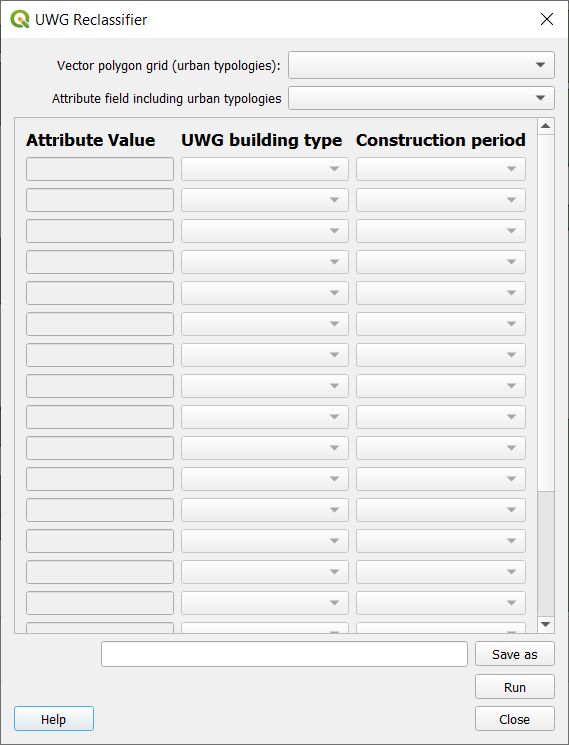 UWG Reclassifier
Vector polygon grid (urban typologies):
Attribute field including urban typologies
Attribute Value UWG building type Construction period
Save as
Run
Help Close